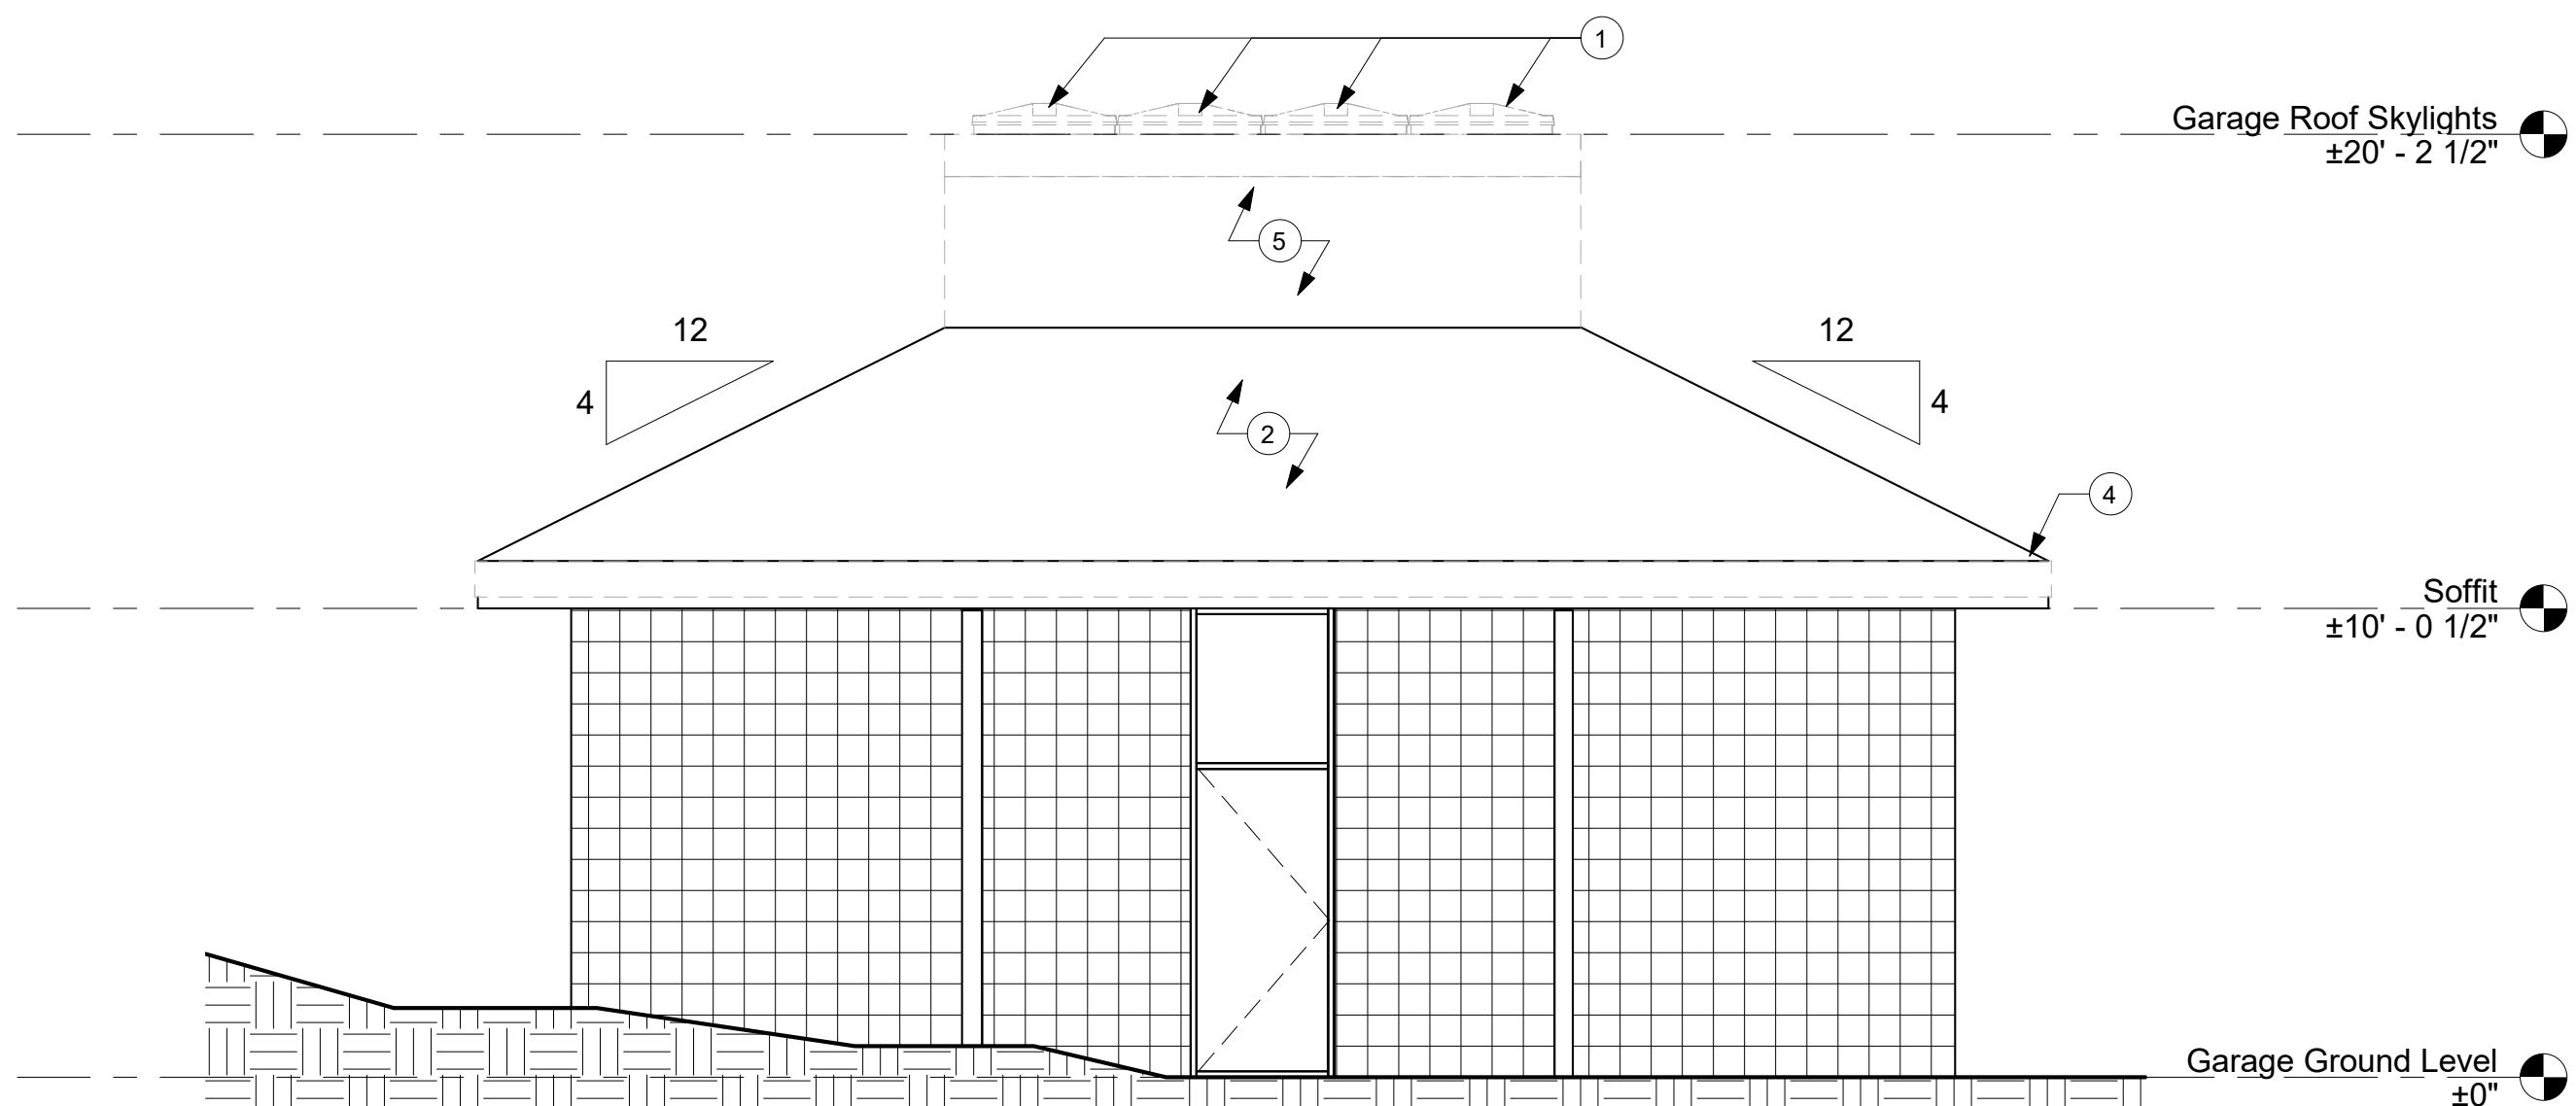 1
Garage Roof Skylights
±20' - 2 1/2"
5
12
12
4
4
2
4
Soffit
±10' - 0 1/2"
Garage Ground Level
±0"